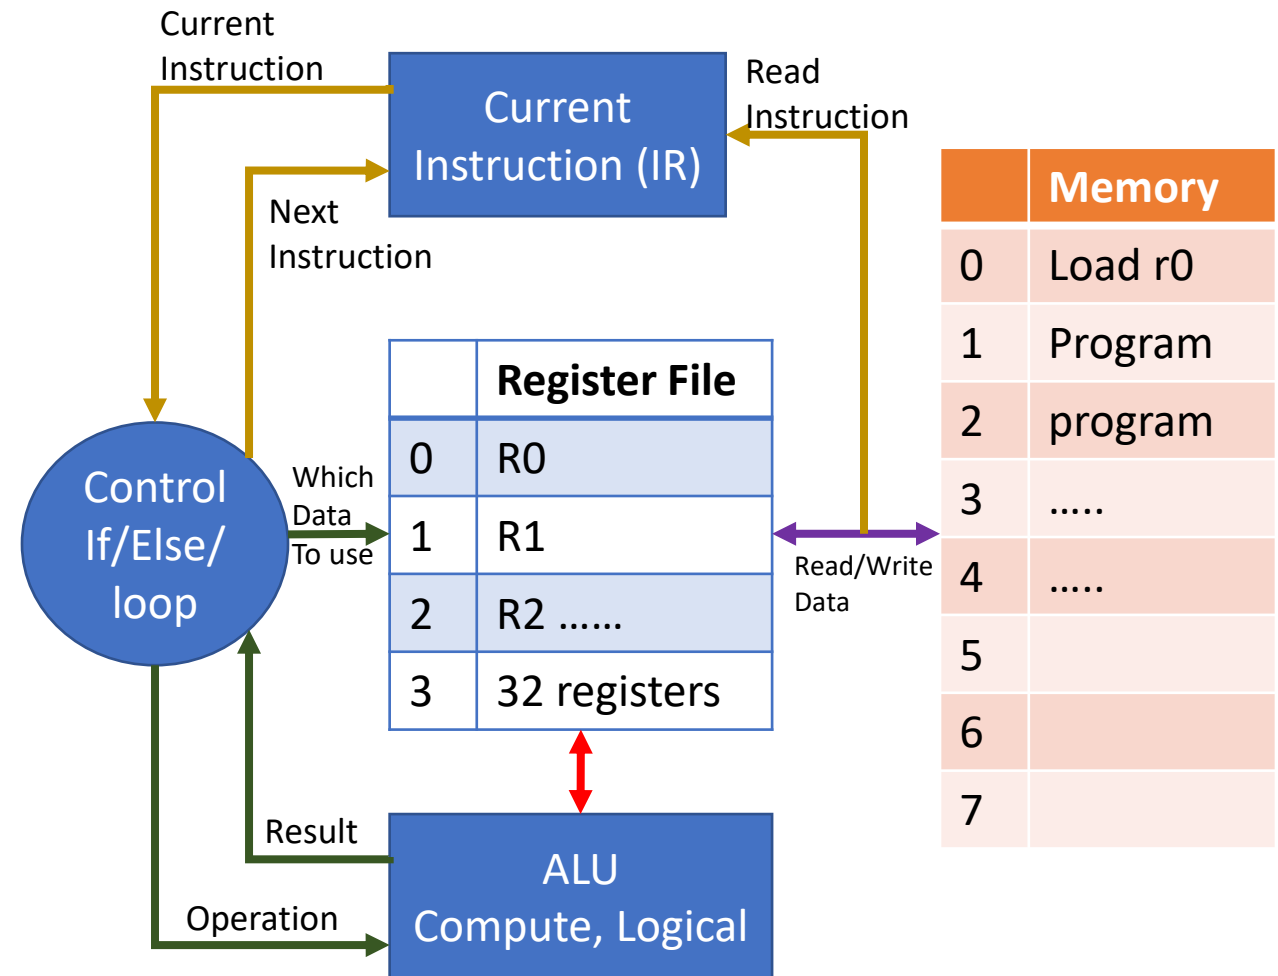 Current
Instruction
Current
Instruction (IR)
Read
Instruction
Next
Instruction
Memory
0 Load r0
1 Program
2 program
3 .....
4 .....
5
6
7
Register File
0 R0
1 R1
2 R2 ......
3 32 registers
Control
If/Else/
loop
Which
Data
To use
Read/Write
Data
Result
Operation
ALU
Compute, Logical